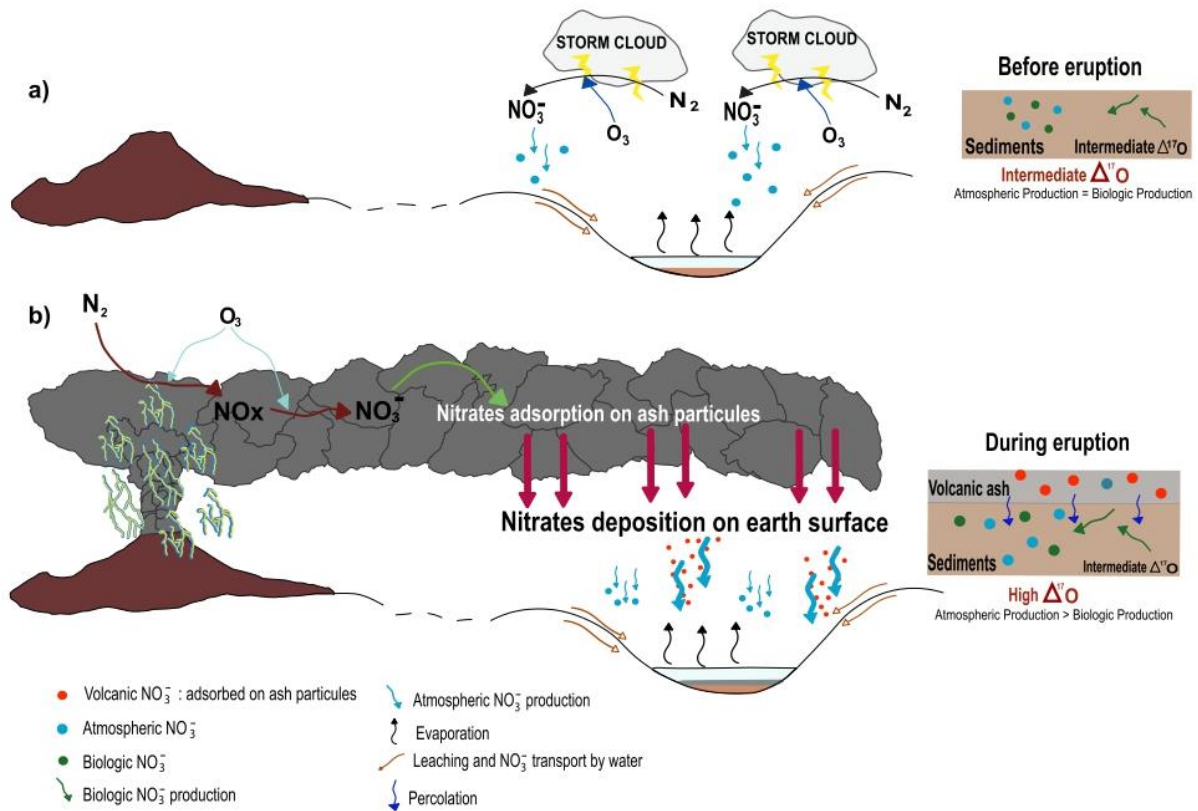 a)
STORM CLOUD
STORM CLOUD
NO₃⁻
N₂
O₃
NO₃⁻
N₂
O₃
Before eruption
Sediments
Intermediate Δ¹⁷O
Intermediate Δ¹⁷O
Atmospheric Production = Biologic Production
b)
N₂
O₃
NOx
NO₃⁻
Nitrates adsorption on ash particules
Nitrates deposition on earth surface
During eruption
Volcanic ash
Sediments
Intermediate Δ¹⁷O
High Δ¹⁷O
Atmospheric Production > Biologic Production
Volcanic NO₃⁻ : adsorbed on ash particules
Atmospheric NO₃⁻
Biologic NO₃⁻
Biologic NO₃⁻ production
Atmospheric NO₃⁻ production
Evaporation
Leaching and NO₃⁻ transport by water
Percolation